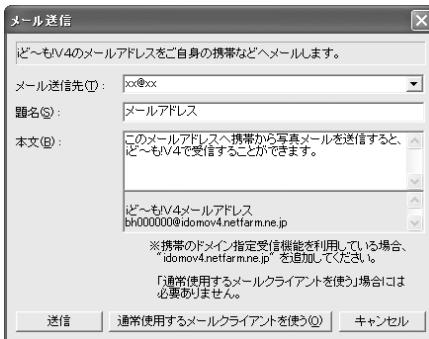 メール送信
iど～も!V4のメールアドレスをご自身の携帯などへメールします。
メール送信先(T)： xx@xx
題名(S)： メールアドレス
本文(B)： このメールアドレスへ携帯から写真メールを送信すると、
iど～も!V4で受信することができます。
iど～も!V4メールアドレス
bh000000@idomov4.netfarm.ne.jp
※携帯のドメイン指定受信機能を利用している場合、
"idomov4.netfarm.ne.jp" を追加してください。
「通常使用するメールクライアントを使う」場合には
必要ありません。
送信 通常使用するメールクライアントを使う(O) キャンセル